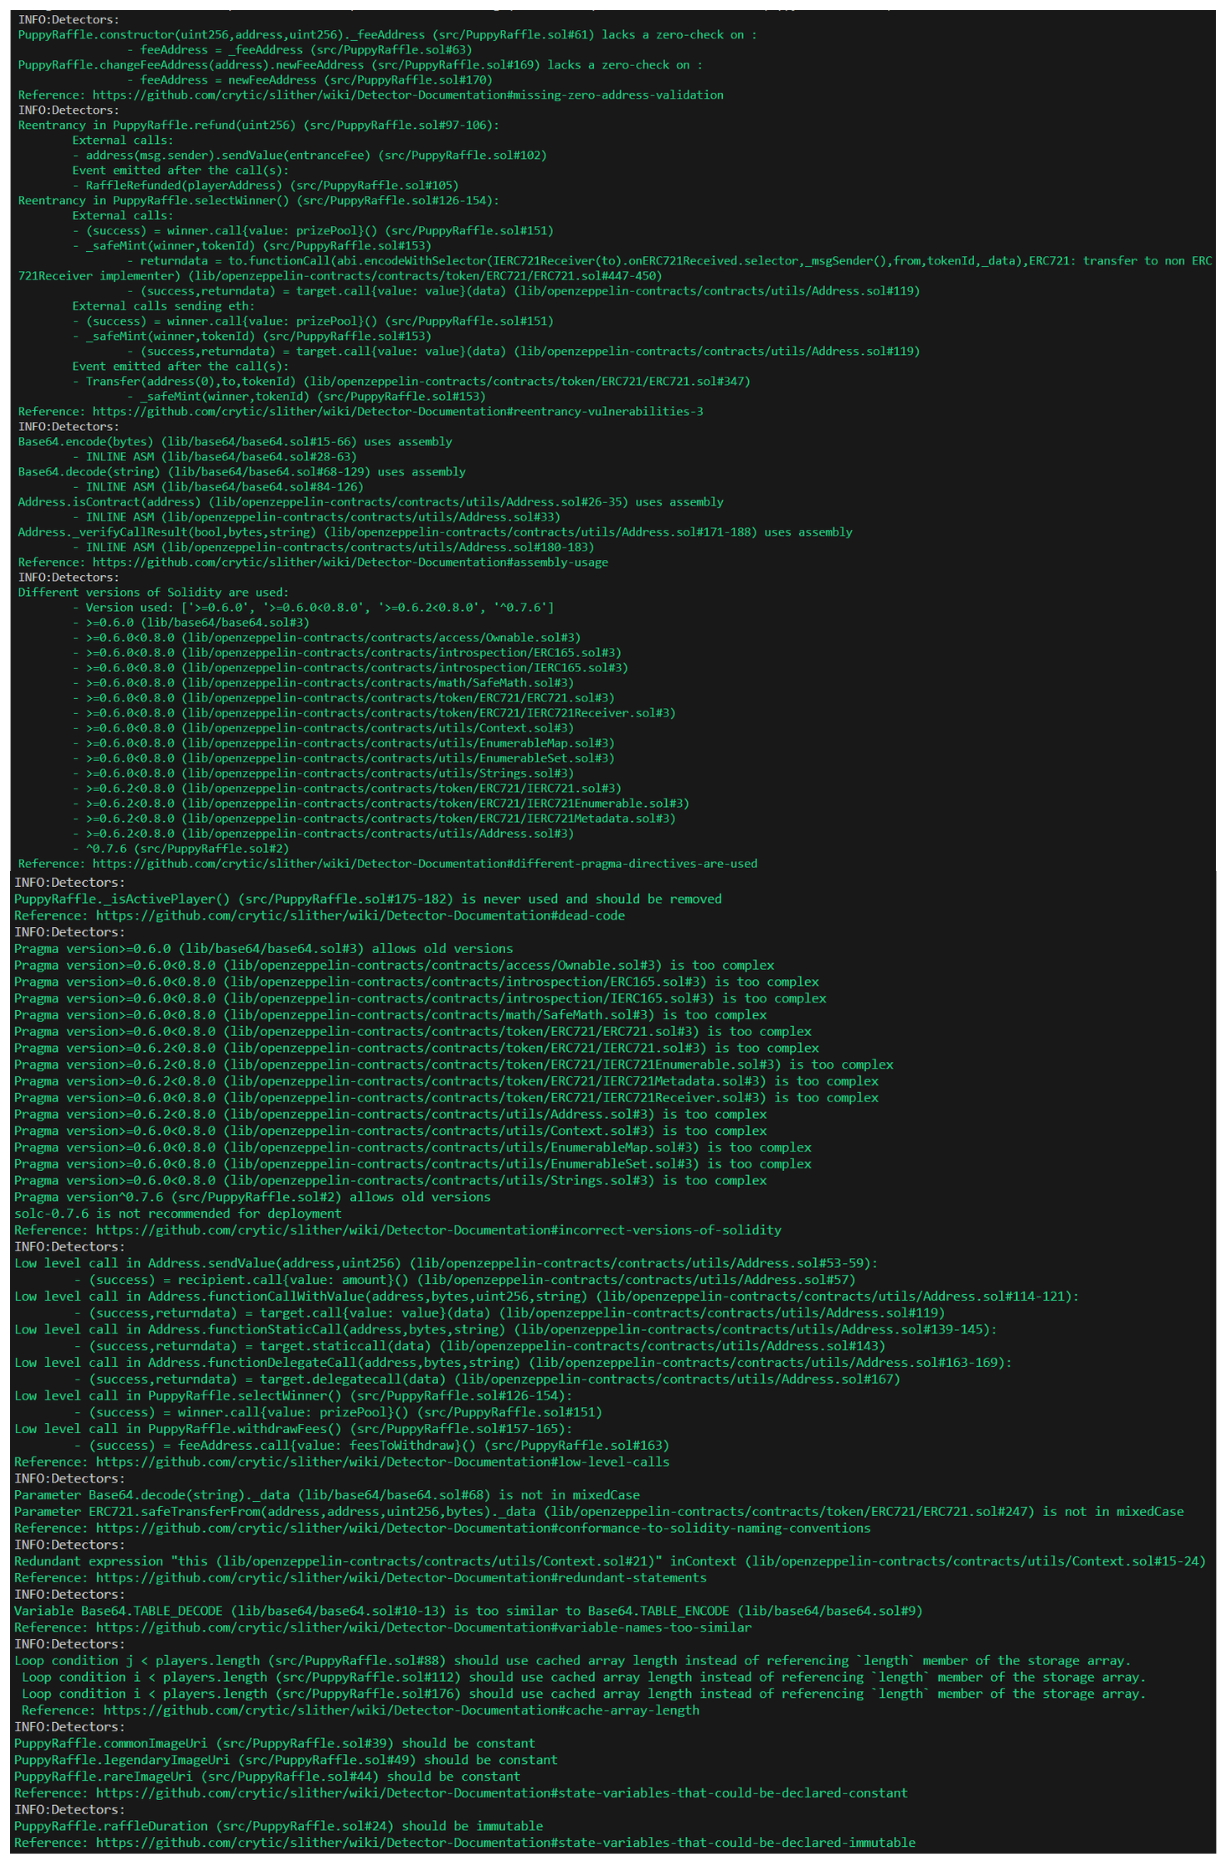 INFO:Detectors:
PuppyRaffle.constructor(uint256,address,uint256)._feeAddress (src/PuppyRaffle.sol#61) lacks a zero-check on :
- feeAddress = _feeAddress (src/PuppyRaffle.sol#63)
PuppyRaffle.changeFeeAddress(address).newFeeAddress (src/PuppyRaffle.sol#169) lacks a zero-check on :
- feeAddress = newFeeAddress (src/PuppyRaffle.sol#170)
Reference: https://github.com/crytic/slither/wiki/Detector-Documentation#missing-zero-address-validation
INFO:Detectors:
Reentrancy in PuppyRaffle.refund(uint256) (src/PuppyRaffle.sol#97-106):
External calls:
- address(msg.sender).sendValue(entranceFee) (src/PuppyRaffle.sol#102)
Event emitted after the call(s):
- RaffleRefunded(playerAddress) (src/PuppyRaffle.sol#105)
Reentrancy in PuppyRaffle.selectWinner() (src/PuppyRaffle.sol#126-154):
External calls:
- (success) = winner.call{value: prizePool}() (src/PuppyRaffle.sol#151)
- _safeMint(winner,tokenId) (src/PuppyRaffle.sol#153)
- returndata = to.functionCall(abi.encodeWithSelector(IERC721Receiver(to).onERC721Received.selector,_msgSender(),from,tokenId,_data),ERC721: transfer to non ERC
721Receiver implementer) (lib/openzeppelin-contracts/contracts/token/ERC721/ERC721.sol#447-450)
- (success,returndata) = target.call{value: value}(data) (lib/openzeppelin-contracts/contracts/utils/Address.sol#119)
External calls sending eth:
- (success) = winner.call{value: prizePool}() (src/PuppyRaffle.sol#151)
- _safeMint(winner,tokenId) (src/PuppyRaffle.sol#153)
- (success,returndata) = target.call{value: value}(data) (lib/openzeppelin-contracts/contracts/utils/Address.sol#119)
Event emitted after the call(s):
- Transfer(address(0),to,tokenId) (lib/openzeppelin-contracts/contracts/token/ERC721/ERC721.sol#347)
- _safeMint(winner,tokenId) (src/PuppyRaffle.sol#153)
Reference: https://github.com/crytic/slither/wiki/Detector-Documentation#reentrancy-vulnerabilities-3
INFO:Detectors:
Base64.encode(bytes) (lib/base64/base64.sol#15-66) uses assembly
- INLINE ASM (lib/base64/base64.sol#28-63)
Base64.decode(string) (lib/base64/base64.sol#68-129) uses assembly
- INLINE ASM (lib/base64/base64.sol#84-126)
Address.isContract(address) (lib/openzeppelin-contracts/contracts/utils/Address.sol#26-35) uses assembly
- INLINE ASM (lib/openzeppelin-contracts/contracts/utils/Address.sol#33)
Address._verifyCallResult(bool,bytes,string) (lib/openzeppelin-contracts/contracts/utils/Address.sol#171-188) uses assembly
- INLINE ASM (lib/openzeppelin-contracts/contracts/utils/Address.sol#180-183)
Reference: https://github.com/crytic/slither/wiki/Detector-Documentation#assembly-usage
INFO:Detectors:
Different versions of Solidity are used:
- Version used: ['>=0.6.0', '>=0.6.0<0.8.0', '>=0.6.2<0.8.0', '^0.7.6']
- >=0.6.0 (lib/base64/base64.sol#3)
- >=0.6.0<0.8.0 (lib/openzeppelin-contracts/contracts/access/Ownable.sol#3)
- >=0.6.0<0.8.0 (lib/openzeppelin-contracts/contracts/introspection/ERC165.sol#3)
- >=0.6.0<0.8.0 (lib/openzeppelin-contracts/contracts/introspection/IERC165.sol#3)
- >=0.6.0<0.8.0 (lib/openzeppelin-contracts/contracts/math/SafeMath.sol#3)
- >=0.6.0<0.8.0 (lib/openzeppelin-contracts/contracts/token/ERC721/ERC721.sol#3)
- >=0.6.0<0.8.0 (lib/openzeppelin-contracts/contracts/token/ERC721/IERC721Receiver.sol#3)
- >=0.6.0<0.8.0 (lib/openzeppelin-contracts/contracts/utils/Context.sol#3)
- >=0.6.0<0.8.0 (lib/openzeppelin-contracts/contracts/utils/EnumerableMap.sol#3)
- >=0.6.0<0.8.0 (lib/openzeppelin-contracts/contracts/utils/EnumerableSet.sol#3)
- >=0.6.0<0.8.0 (lib/openzeppelin-contracts/contracts/utils/Strings.sol#3)
- >=0.6.2<0.8.0 (lib/openzeppelin-contracts/contracts/token/ERC721/IERC721.sol#3)
- >=0.6.2<0.8.0 (lib/openzeppelin-contracts/contracts/token/ERC721/IERC721Enumerable.sol#3)
- >=0.6.2<0.8.0 (lib/openzeppelin-contracts/contracts/token/ERC721/IERC721Metadata.sol#3)
- >=0.6.2<0.8.0 (lib/openzeppelin-contracts/contracts/utils/Address.sol#3)
- ^0.7.6 (src/PuppyRaffle.sol#2)
Reference: https://github.com/crytic/slither/wiki/Detector-Documentation#different-pragma-directives-are-used
INFO:Detectors:
PuppyRaffle._isActivePlayer() (src/PuppyRaffle.sol#175-182) is never used and should be removed
Reference: https://github.com/crytic/slither/wiki/Detector-Documentation#dead-code
INFO:Detectors:
Pragma version>=0.6.0 (lib/base64/base64.sol#3) allows old versions
Pragma version>=0.6.0<0.8.0 (lib/openzeppelin-contracts/contracts/access/Ownable.sol#3) is too complex
Pragma version>=0.6.0<0.8.0 (lib/openzeppelin-contracts/contracts/introspection/ERC165.sol#3) is too complex
Pragma version>=0.6.0<0.8.0 (lib/openzeppelin-contracts/contracts/introspection/IERC165.sol#3) is too complex
Pragma version>=0.6.0<0.8.0 (lib/openzeppelin-contracts/contracts/math/SafeMath.sol#3) is too complex
Pragma version>=0.6.0<0.8.0 (lib/openzeppelin-contracts/contracts/token/ERC721/ERC721.sol#3) is too complex
Pragma version>=0.6.2<0.8.0 (lib/openzeppelin-contracts/contracts/token/ERC721/IERC721.sol#3) is too complex
Pragma version>=0.6.2<0.8.0 (lib/openzeppelin-contracts/contracts/token/ERC721/IERC721Enumerable.sol#3) is too complex
Pragma version>=0.6.2<0.8.0 (lib/openzeppelin-contracts/contracts/token/ERC721/IERC721Metadata.sol#3) is too complex
Pragma version>=0.6.0<0.8.0 (lib/openzeppelin-contracts/contracts/token/ERC721/IERC721Receiver.sol#3) is too complex
Pragma version>=0.6.2<0.8.0 (lib/openzeppelin-contracts/contracts/utils/Address.sol#3) is too complex
Pragma version>=0.6.0<0.8.0 (lib/openzeppelin-contracts/contracts/utils/Context.sol#3) is too complex
Pragma version>=0.6.0<0.8.0 (lib/openzeppelin-contracts/contracts/utils/EnumerableMap.sol#3) is too complex
Pragma version>=0.6.0<0.8.0 (lib/openzeppelin-contracts/contracts/utils/EnumerableSet.sol#3) is too complex
Pragma version>=0.6.0<0.8.0 (lib/openzeppelin-contracts/contracts/utils/Strings.sol#3) is too complex
Pragma version^0.7.6 (src/PuppyRaffle.sol#2) allows old versions
solc-0.7.6 is not recommended for deployment
Reference: https://github.com/crytic/slither/wiki/Detector-Documentation#incorrect-versions-of-solidity
INFO:Detectors:
Low level call in Address.sendValue(address,uint256) (lib/openzeppelin-contracts/contracts/utils/Address.sol#53-59):
- (success) = recipient.call{value: amount}() (lib/openzeppelin-contracts/contracts/utils/Address.sol#57)
Low level call in Address.functionCallWithValue(address,bytes,uint256,string) (lib/openzeppelin-contracts/contracts/utils/Address.sol#114-121):
- (success,returndata) = target.call{value: value}(data) (lib/openzeppelin-contracts/contracts/utils/Address.sol#119)
Low level call in Address.functionStaticCall(address,bytes,string) (lib/openzeppelin-contracts/contracts/utils/Address.sol#139-145):
- (success,returndata) = target.staticcall(data) (lib/openzeppelin-contracts/contracts/utils/Address.sol#143)
Low level call in Address.functionDelegateCall(address,bytes,string) (lib/openzeppelin-contracts/contracts/utils/Address.sol#163-169):
- (success,returndata) = target.delegatecall(data) (lib/openzeppelin-contracts/contracts/utils/Address.sol#167)
Low level call in PuppyRaffle.selectWinner() (src/PuppyRaffle.sol#126-154):
- (success) = winner.call{value: prizePool}() (src/PuppyRaffle.sol#151)
Low level call in PuppyRaffle.withdrawFees() (src/PuppyRaffle.sol#157-165):
- (success) = feeAddress.call{value: feesToWithdraw}() (src/PuppyRaffle.sol#163)
Reference: https://github.com/crytic/slither/wiki/Detector-Documentation#low-level-calls
INFO:Detectors:
Parameter Base64.decode(string)._data (lib/base64/base64.sol#68) is not in mixedCase
Parameter ERC721.safeTransferFrom(address,address,uint256,bytes)._data (lib/openzeppelin-contracts/contracts/token/ERC721/ERC721.sol#247) is not in mixedCase
Reference: https://github.com/crytic/slither/wiki/Detector-Documentation#conformance-to-solidity-naming-conventions
INFO:Detectors:
Redundant expression "this (lib/openzeppelin-contracts/contracts/utils/Context.sol#21)" inContext (lib/openzeppelin-contracts/contracts/utils/Context.sol#15-24)
Reference: https://github.com/crytic/slither/wiki/Detector-Documentation#redundant-statements
INFO:Detectors:
Variable Base64.TABLE_DECODE (lib/base64/base64.sol#10-13) is too similar to Base64.TABLE_ENCODE (lib/base64/base64.sol#9)
Reference: https://github.com/crytic/slither/wiki/Detector-Documentation#variable-names-too-similar
INFO:Detectors:
Loop condition j < players.length (src/PuppyRaffle.sol#88) should use cached array length instead of referencing `length` member of the storage array.
Loop condition i < players.length (src/PuppyRaffle.sol#112) should use cached array length instead of referencing `length` member of the storage array.
Loop condition i < players.length (src/PuppyRaffle.sol#176) should use cached array length instead of referencing `length` member of the storage array.
Reference: https://github.com/crytic/slither/wiki/Detector-Documentation#cache-array-length
INFO:Detectors:
PuppyRaffle.commonImageUri (src/PuppyRaffle.sol#39) should be constant
PuppyRaffle.legendaryImageUri (src/PuppyRaffle.sol#49) should be constant
PuppyRaffle.rareImageUri (src/PuppyRaffle.sol#44) should be constant
Reference: https://github.com/crytic/slither/wiki/Detector-Documentation#state-variables-that-could-be-declared-constant
INFO:Detectors:
PuppyRaffle.raffleDuration (src/PuppyRaffle.sol#24) should be immutable
Reference: https://github.com/crytic/slither/wiki/Detector-Documentation#state-variables-that-could-be-declared-immutable